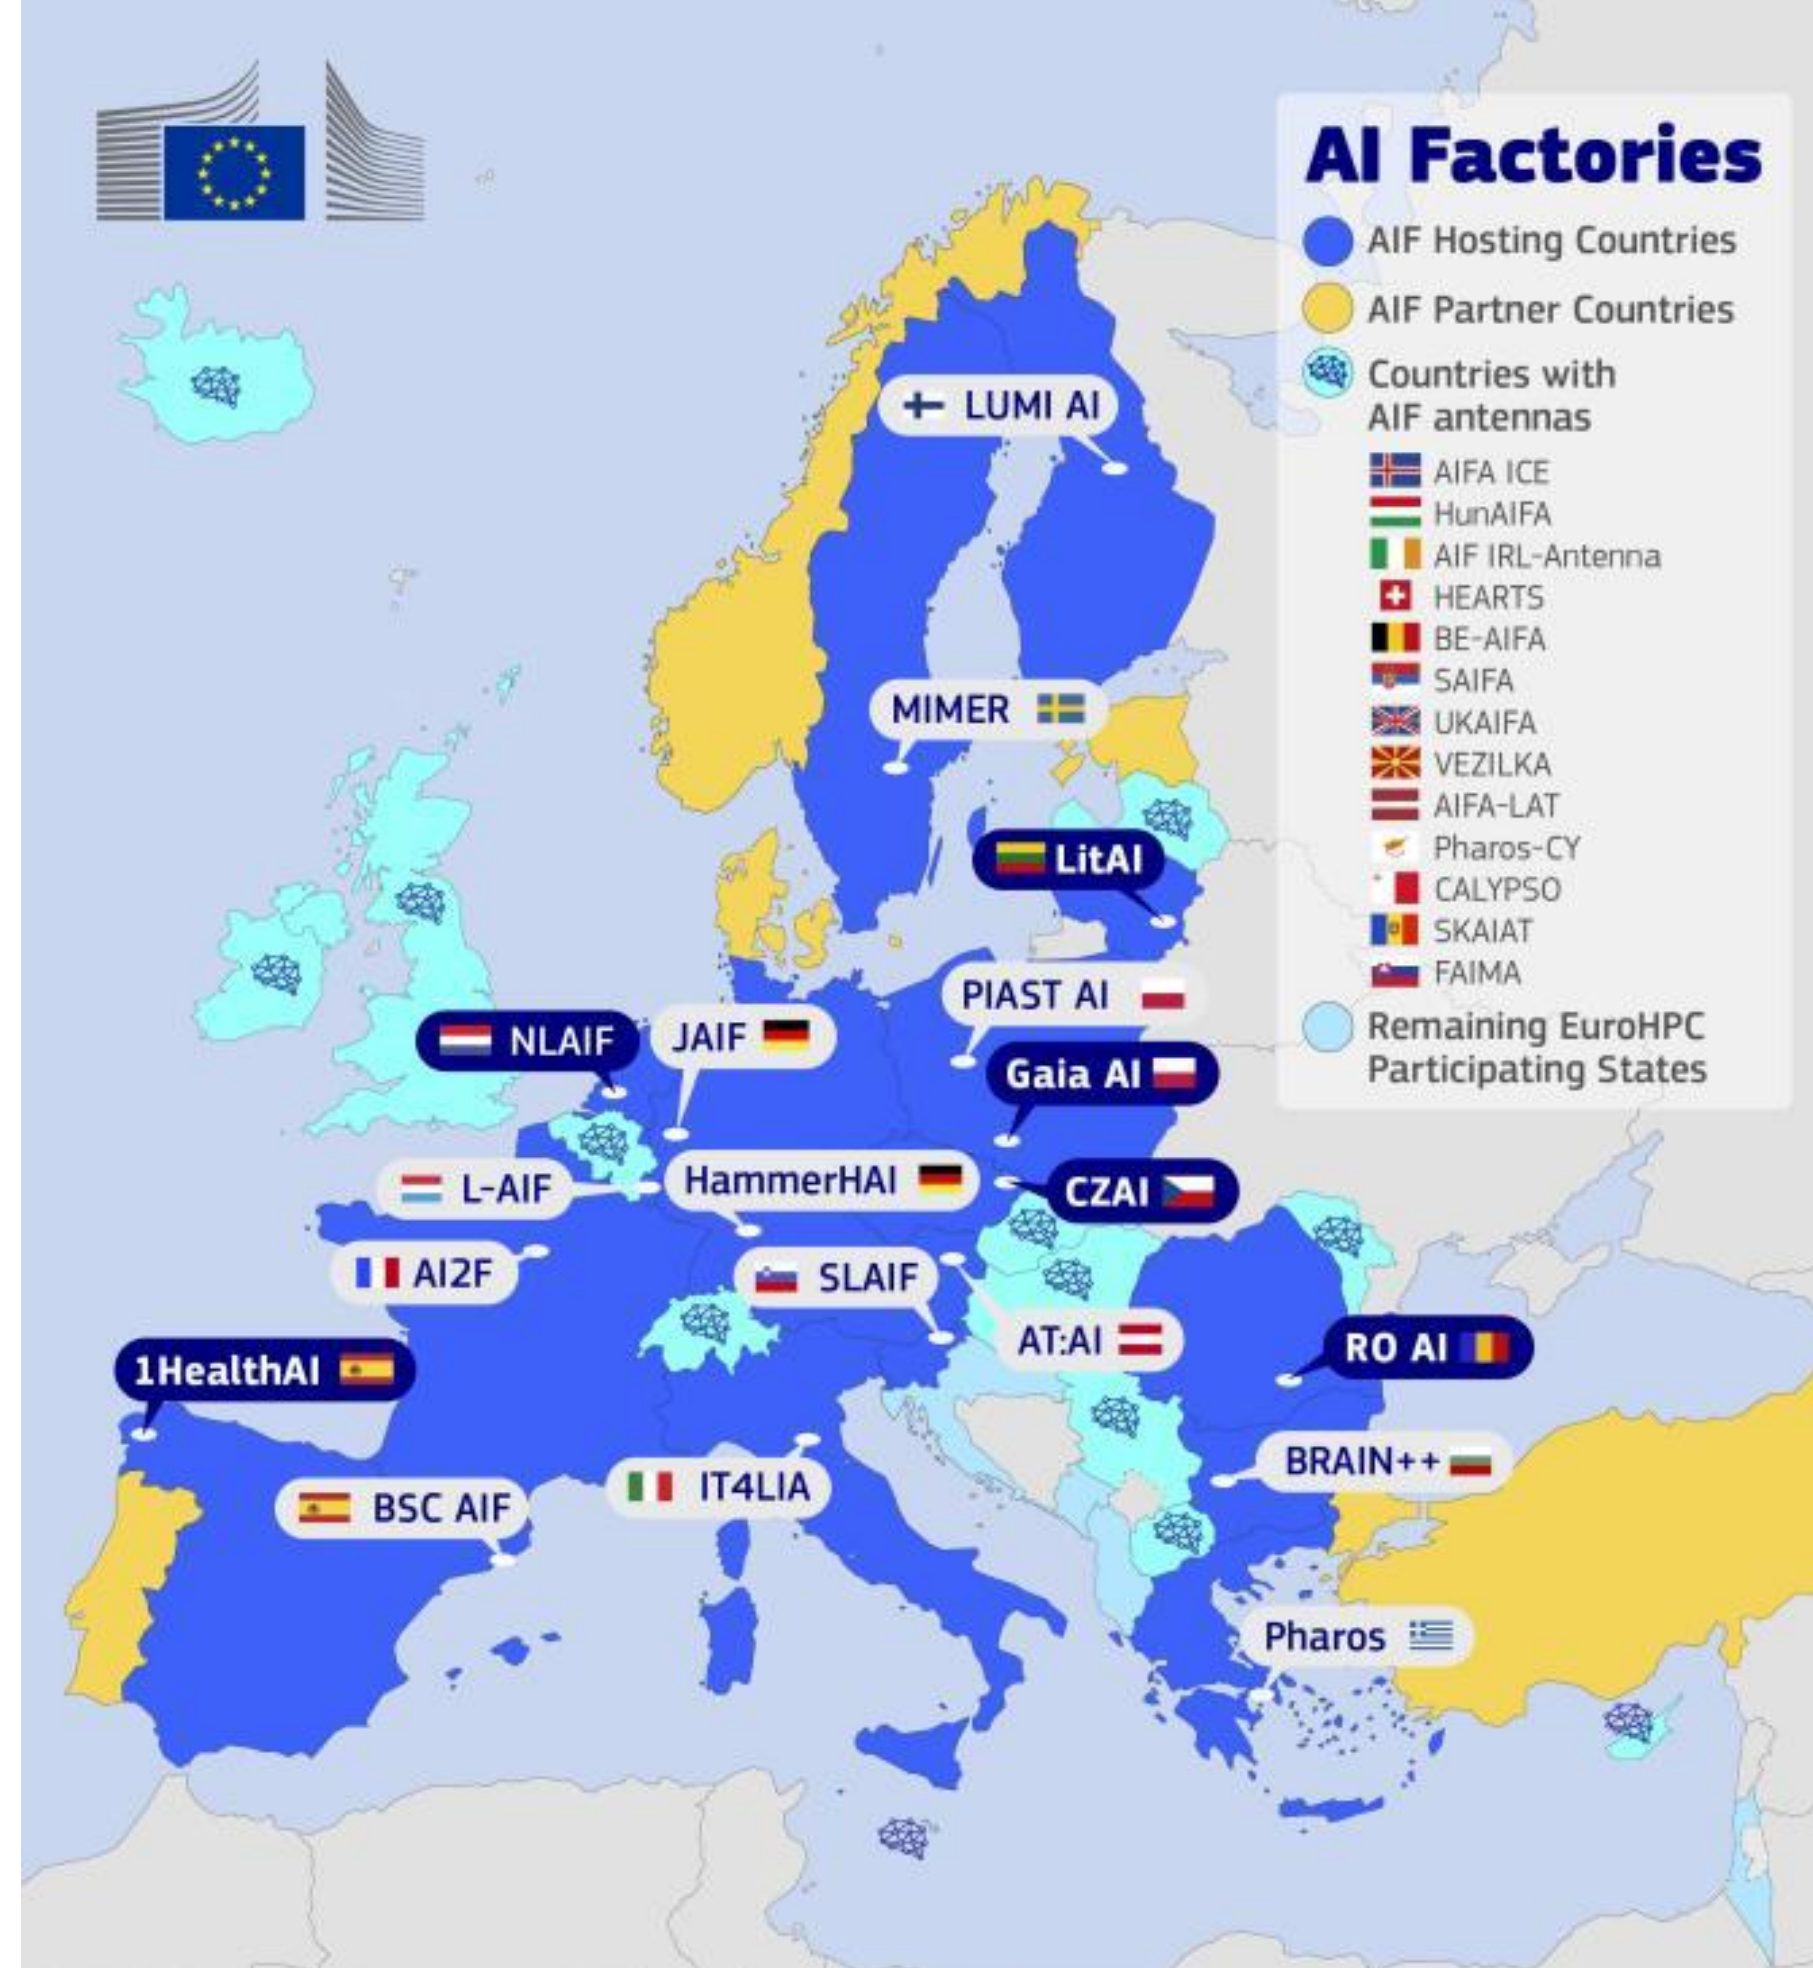 AI Factories
AIF Hosting Countries
AIF Partner Countries
Countries with
AIF antennas
AIFA ICE
HunAIFA
AIF IRL-Antenna
HEARTS
BE-AIFA
SAIFA
UKAIFA
VEZILKA
AIFA-LAT
Pharos-CY
CALYPSO
SKAIAT
FAIMA
Remaining EuroHPC
Participating States
LUMI AI
MIMER
LitAI
PIAST AI
NLAIF
JAIF
Gaia AI
L-AIF
HammerHAI
CZAI
AI2F
SLAIF
AT:AI
RO AI
1HealthAI
BRAIN++
IT4LIA
BSC AIF
Pharos